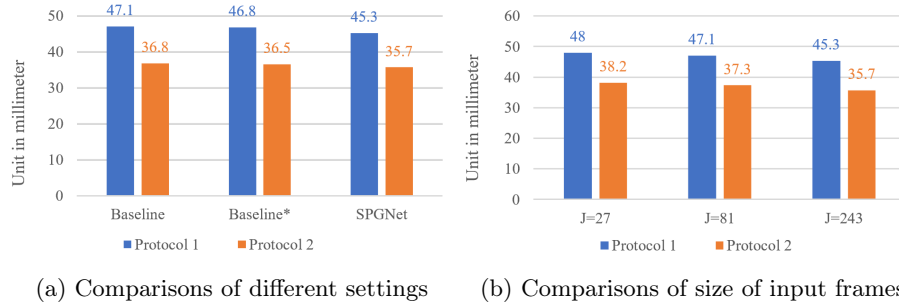 47.1
46.8
45.3
36.8
36.5
35.7
50
40
30
20
10
0
Unit in millimeter
Baseline
Baseline*
SPGNet
Protocol 1
Protocol 2
(a) Comparisons of different settings
48
47.1
45.3
38.2
37.3
35.7
60
50
40
30
20
10
0
Unit in millimeter
J=27
J=81
J=243
Protocol 1
Protocol 2
(b) Comparisons of size of input frames